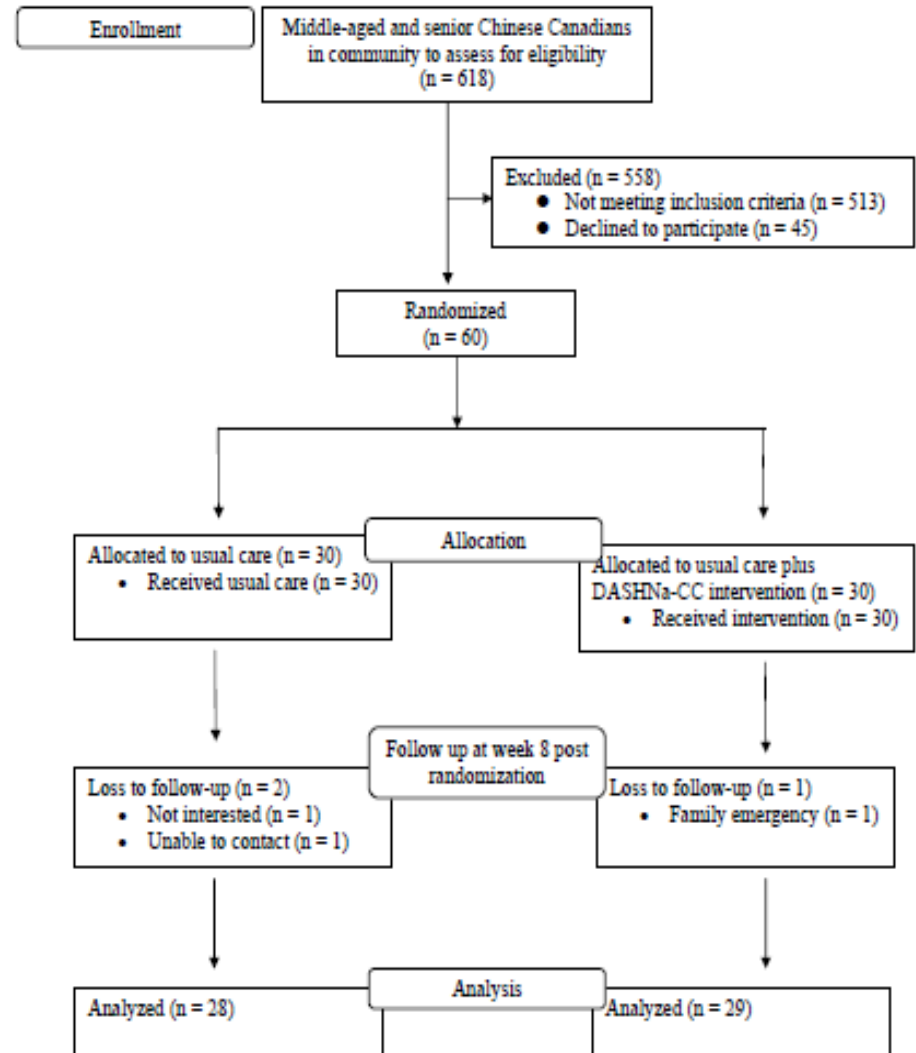 Enrollment
Middle-aged and senior Chinese Canadians
in community to assess for eligibility
(n = 618)
Excluded (n = 558)
● Not meeting inclusion criteria (n = 513)
● Declined to participate (n = 45)
Randomized
(n = 60)
Allocation
Allocated to usual care (n = 30)
• Received usual care (n = 30)
Allocated to usual care plus
DASHNa-CC intervention (n = 30)
• Received intervention (n = 30)
Follow up at week 8 post
randomization
Loss to follow-up (n = 2)
• Not interested (n = 1)
• Unable to contact (n = 1)
Loss to follow-up (n = 1)
• Family emergency (n = 1)
Analysis
Analyzed (n = 28)
Analyzed (n = 29)